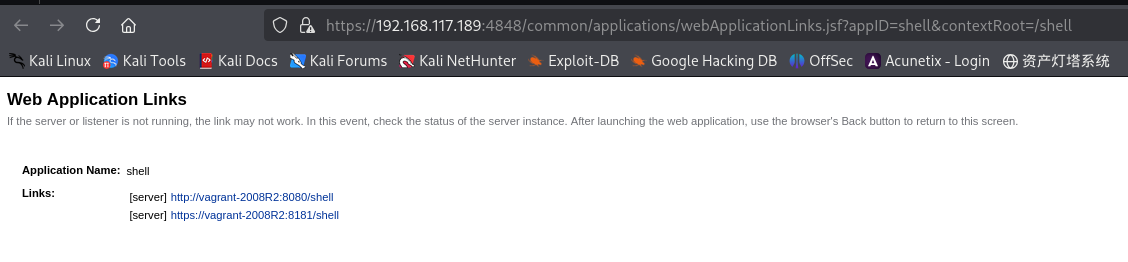 https://192.168.117.189:4848/common/applications/webApplicationLinks.jsf?appID=shell&contextRoot=/shell
Kali Linux Kali Tools Kali Docs Kali Forums Kali NetHunter Exploit-DB Google Hacking DB OffSec Acunetix - Login 资产灯塔系统
Web Application Links
If the server or listener is not running, the link may not work. In this event, check the status of the server instance. After launching the web application, use the browser's Back button to return to this screen.
Application Name: shell
Links: [server] http://vagrant-2008R2:8080/shell
[server] https://vagrant-2008R2:8181/shell